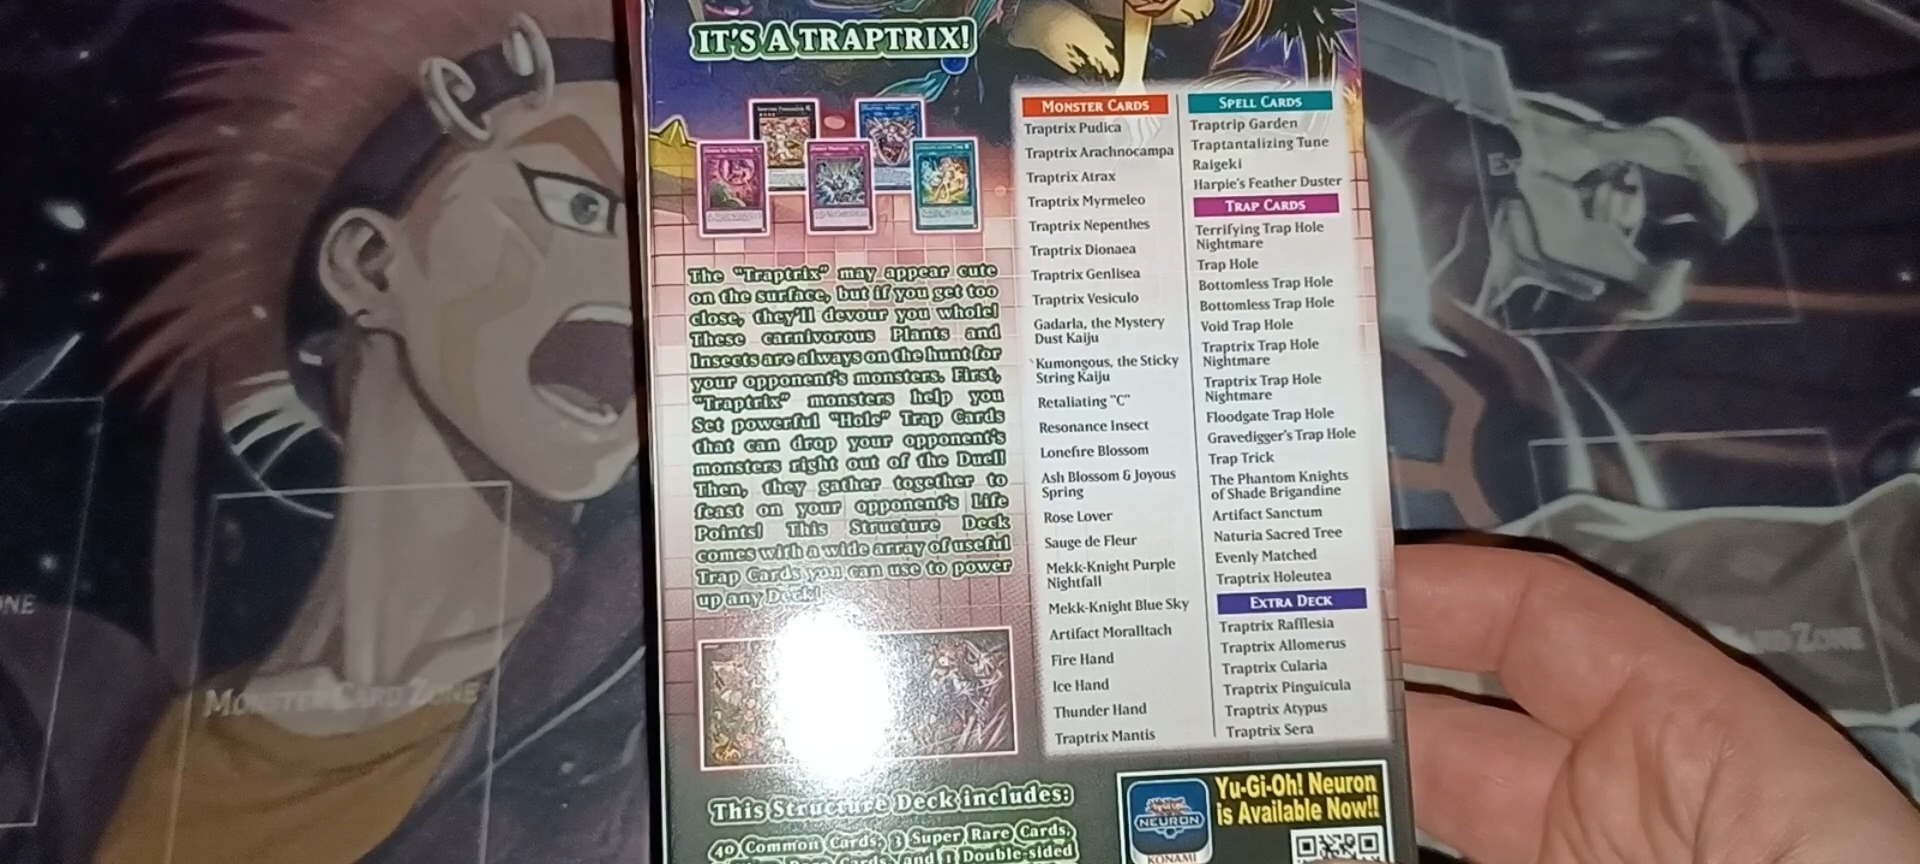 IT'S A TRAPTRIX!
The "Traptrix" may appear cute
on the surface, but if you get too
close, they'll devour you whole!
These carnivorous Plants and
Insects are always on the hunt for
your opponent's monsters. First,
"Traptrix" monsters help you
Set powerful "Hole" Trap Cards
that can drop your opponent's
monsters right out of the Duel!
Then, they gather together to
feast on your opponent's Life
Points! This Structure Deck
comes with a wide array of useful
Trap Cards you can use to power
up any Deck!
This Structure Deck includes:
40 Common Cards, 3 Super Rare Cards,
Cards, and 1 Double-sided
MONSTER CARDS
Traptrix Pudica
Traptrix Arachnocampa
Traptrix Atrax
Traptrix Myrmeleo
Traptrix Nepenthes
Traptrix Dionaea
Traptrix Genlisea
Traptrix Vesiculo
Gadarla, the Mystery
Dust Kaiju
Kumongous, the Sticky
String Kaiju
Retaliating "C"
Resonance Insect
Lonefire Blossom
Ash Blossom & Joyous
Spring
Rose Lover
Sauge de Fleur
Mekk-Knight Purple
Nightfall
Mekk-Knight Blue Sky
Artifact Moralltach
Fire Hand
Ice Hand
Thunder Hand
Traptrix Mantis
SPELL CARDS
Traptrip Garden
Traptantalizing Tune
Raigeki
Harpie's Feather Duster
TRAP CARDS
Terrifying Trap Hole
Nightmare
Trap Hole
Bottomless Trap Hole
Bottomless Trap Hole
Void Trap Hole
Traptrix Trap Hole
Nightmare
Traptrix Trap Hole
Nightmare
Floodgate Trap Hole
Gravedigger's Trap Hole
Trap Trick
The Phantom Knights
of Shade Brigandine
Artifact Sanctum
Naturia Sacred Tree
Evenly Matched
Traptrix Holeutea
EXTRA DECK
Traptrix Rafflesia
Traptrix Allomerus
Traptrix Cularia
Traptrix Pinguicula
Traptrix Atypus
Traptrix Sera
Yu-Gi-Oh! Neuron
is Available Now!!
NEURON
KONAMI
MONSTER CARD ZONE
CARD ZONE